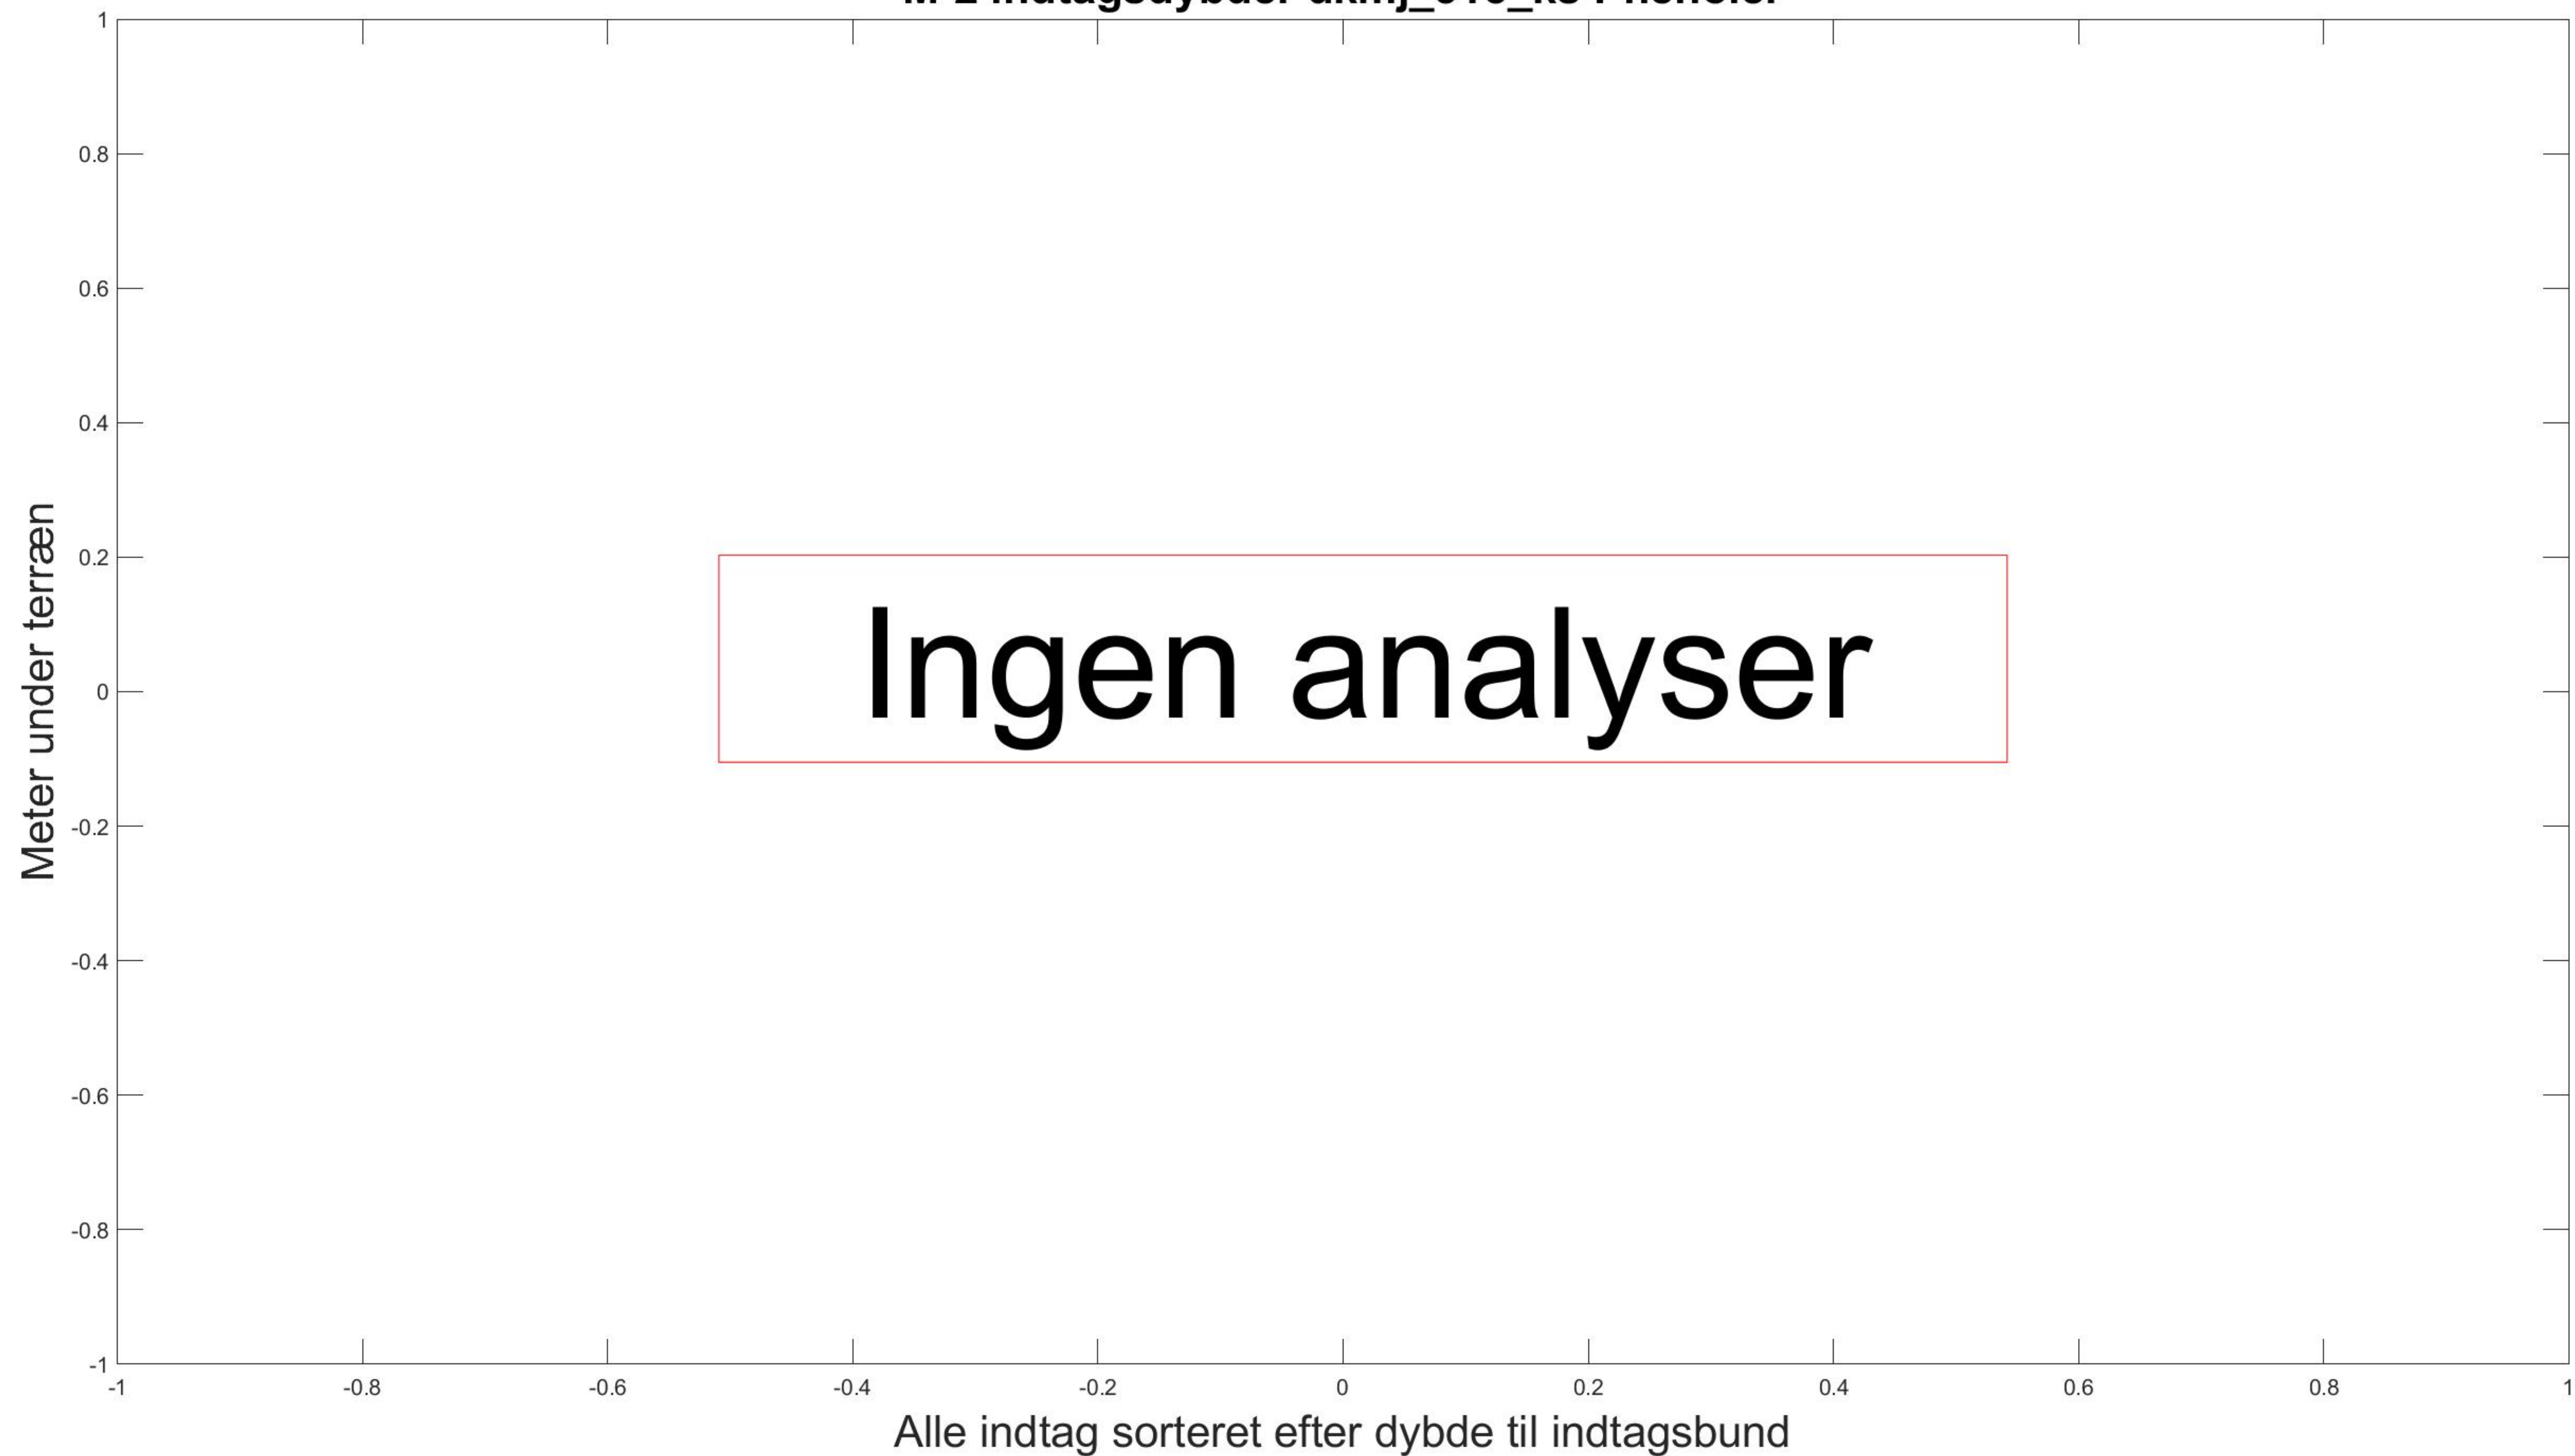 1
0.8
0.6
0.4
0.2
0
-0.2
-0.4
-0.6
-0.8
-1
Meter under terræn
Ingen analyser
-1 -0.8 -0.6 -0.4 -0.2 0 0.2 0.4 0.6 0.8 1
Alle indtag sorteret efter dybde til indtagsbund